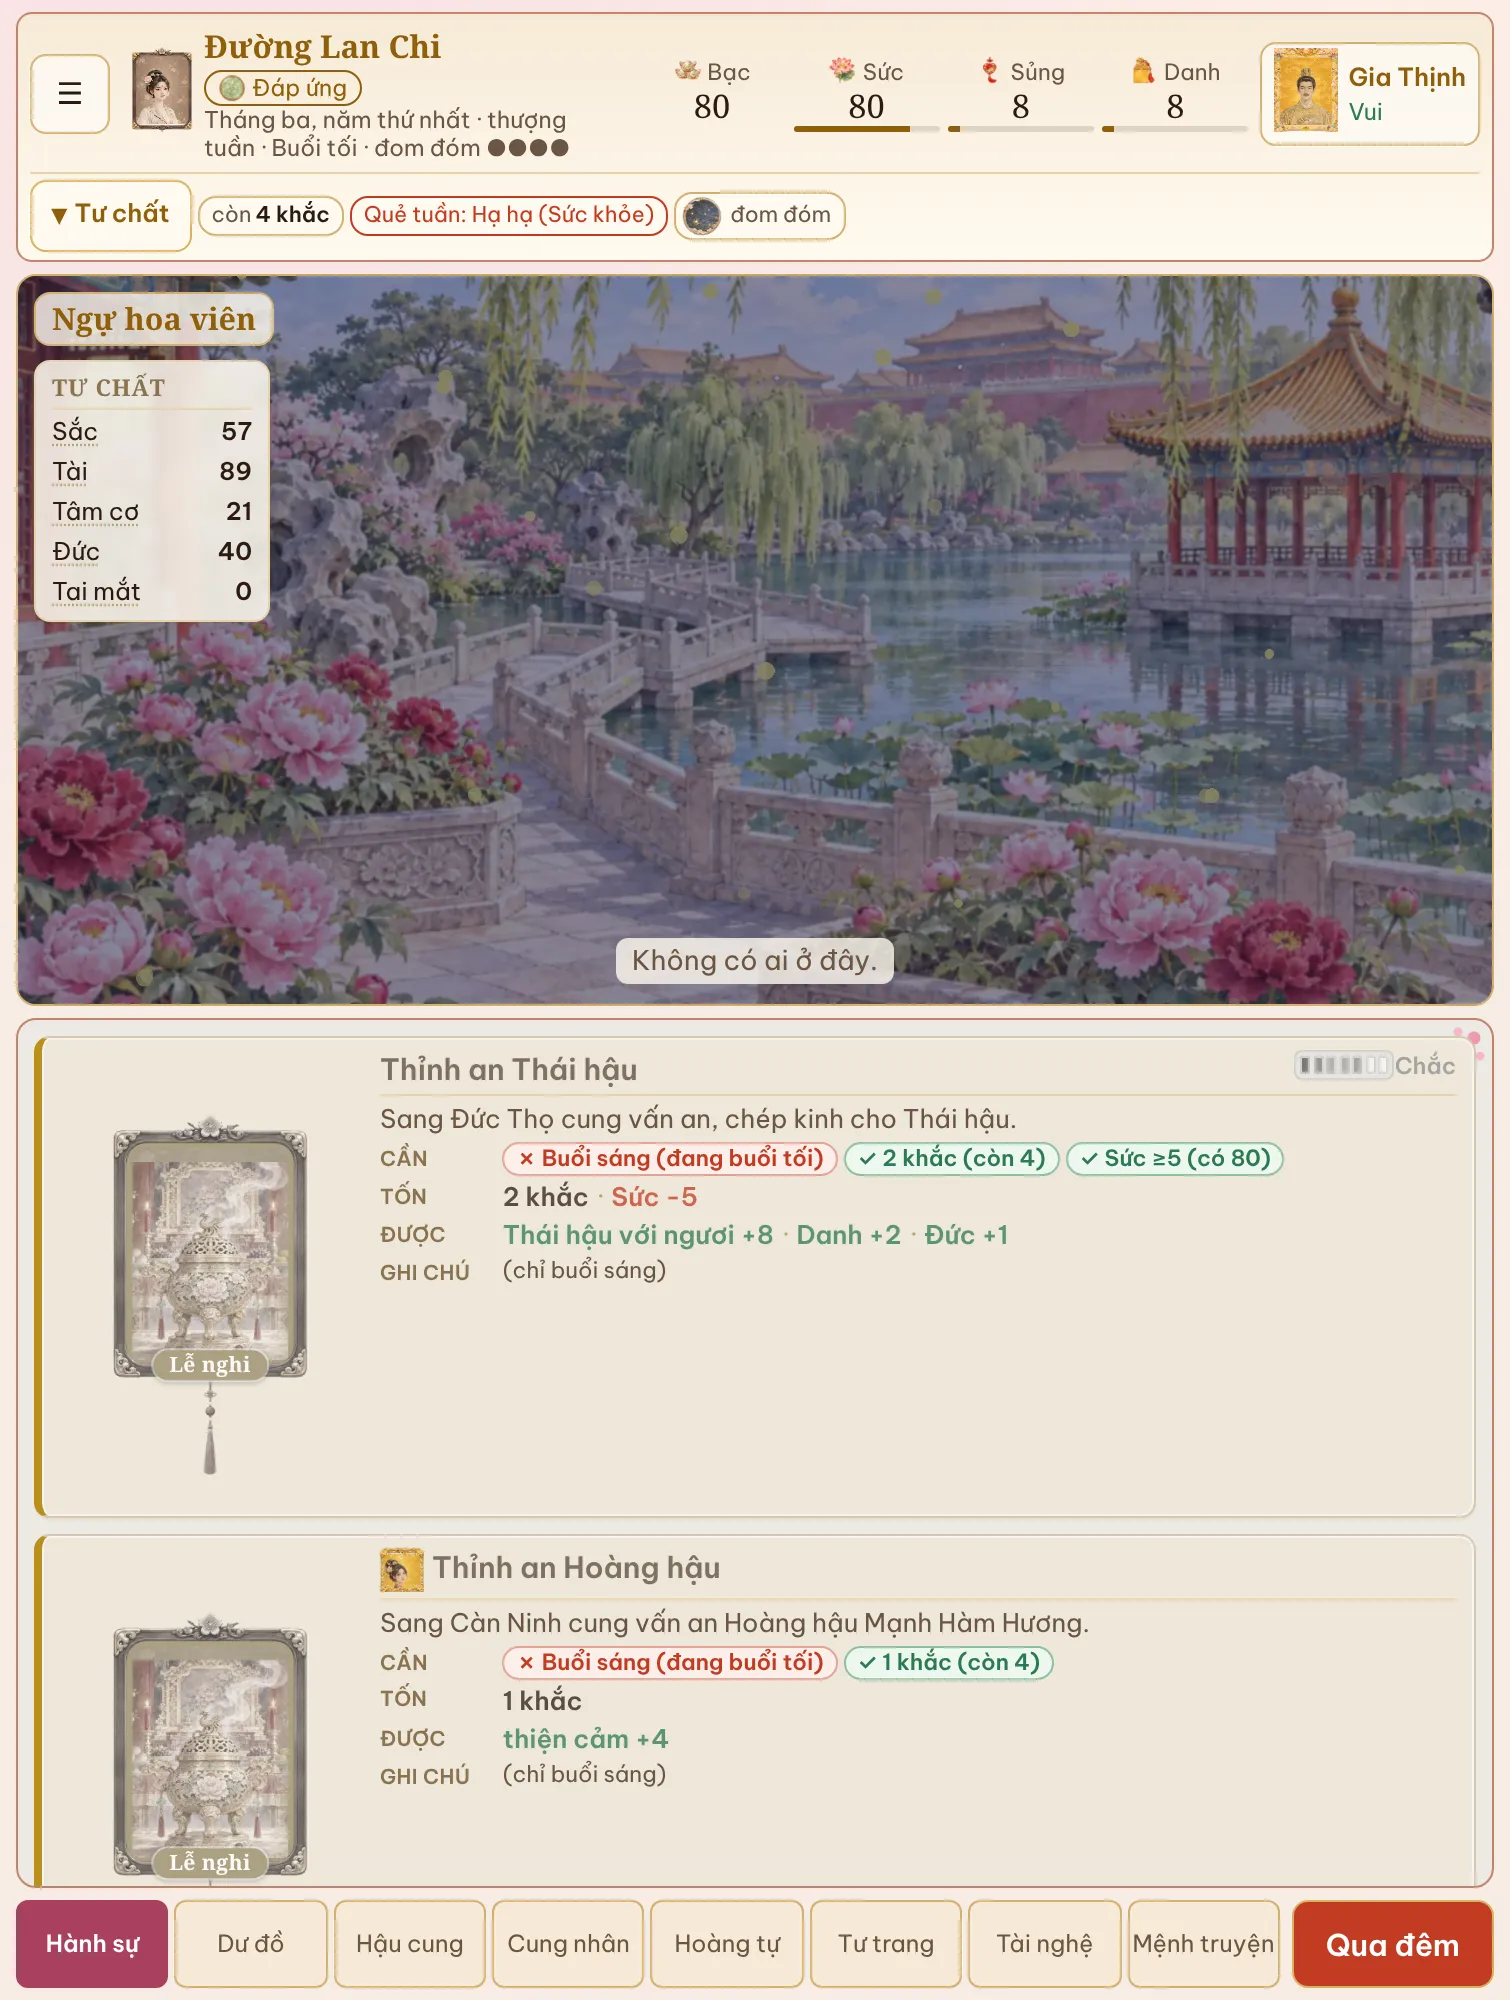 ☰
Đường Lan Chi
Đáp ứng
Tháng ba, năm thứ nhất · thượng
tuần · Buổi tối · đom đóm ●●●●
Bạc
80
Sức
80
Sủng
8
Danh
8
Gia Thịnh
Vui
▼ Tư chất
còn 4 khắc
Quẻ tuần: Hạ hạ (Sức khỏe)
đom đóm
Ngự hoa viên
TƯ CHẤT
Sắc 57
Tài 89
Tâm cơ 21
Đức 40
Tai mắt 0
Không có ai ở đây.
Thỉnh an Thái hậu
Chắc
Sang Đức Thọ cung vấn an, chép kinh cho Thái hậu.
CẦN × Buổi sáng (đang buổi tối) ✓ 2 khắc (còn 4) ✓ Sức ≥5 (có 80)
TỐN 2 khắc · Sức -5
ĐƯỢC Thái hậu với ngươi +8 · Danh +2 · Đức +1
GHI CHÚ (chỉ buổi sáng)
Lễ nghi
Thỉnh an Hoàng hậu
Sang Càn Ninh cung vấn an Hoàng hậu Mạnh Hàm Hương.
CẦN × Buổi sáng (đang buổi tối) ✓ 1 khắc (còn 4)
TỐN 1 khắc
ĐƯỢC thiện cảm +4
GHI CHÚ (chỉ buổi sáng)
Lễ nghi
Hành sự
Dư đồ
Hậu cung
Cung nhân
Hoàng tự
Tư trang
Tài nghệ
Mệnh truyện
Qua đêm